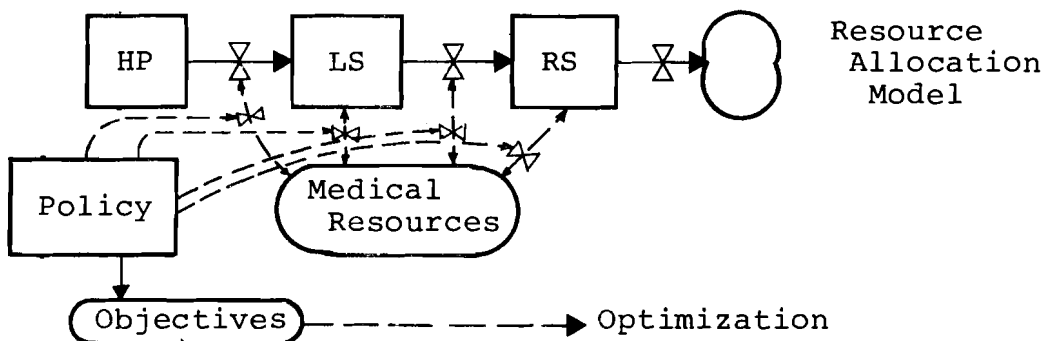 HP
LS
RS
Resource
Allocation
Model
Policy
Medical
Resources
Objectives
Optimization